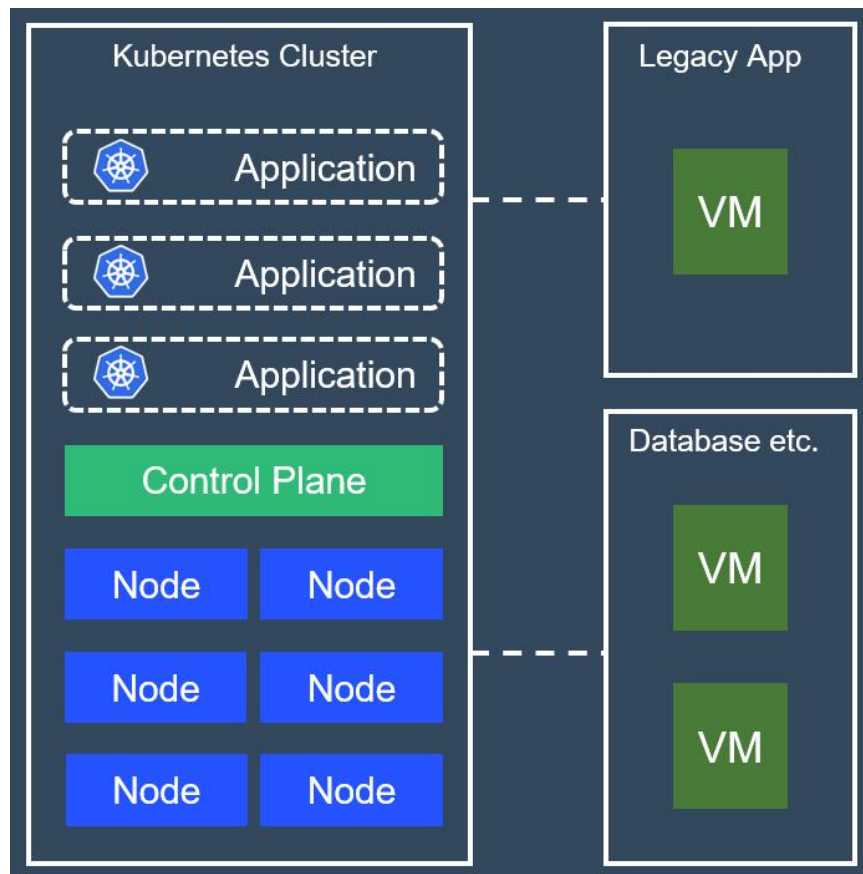 Kubernetes Cluster
Application
Application
Application
Control Plane
Node Node
Node Node
Node Node
Legacy App
VM
Database etc.
VM
VM